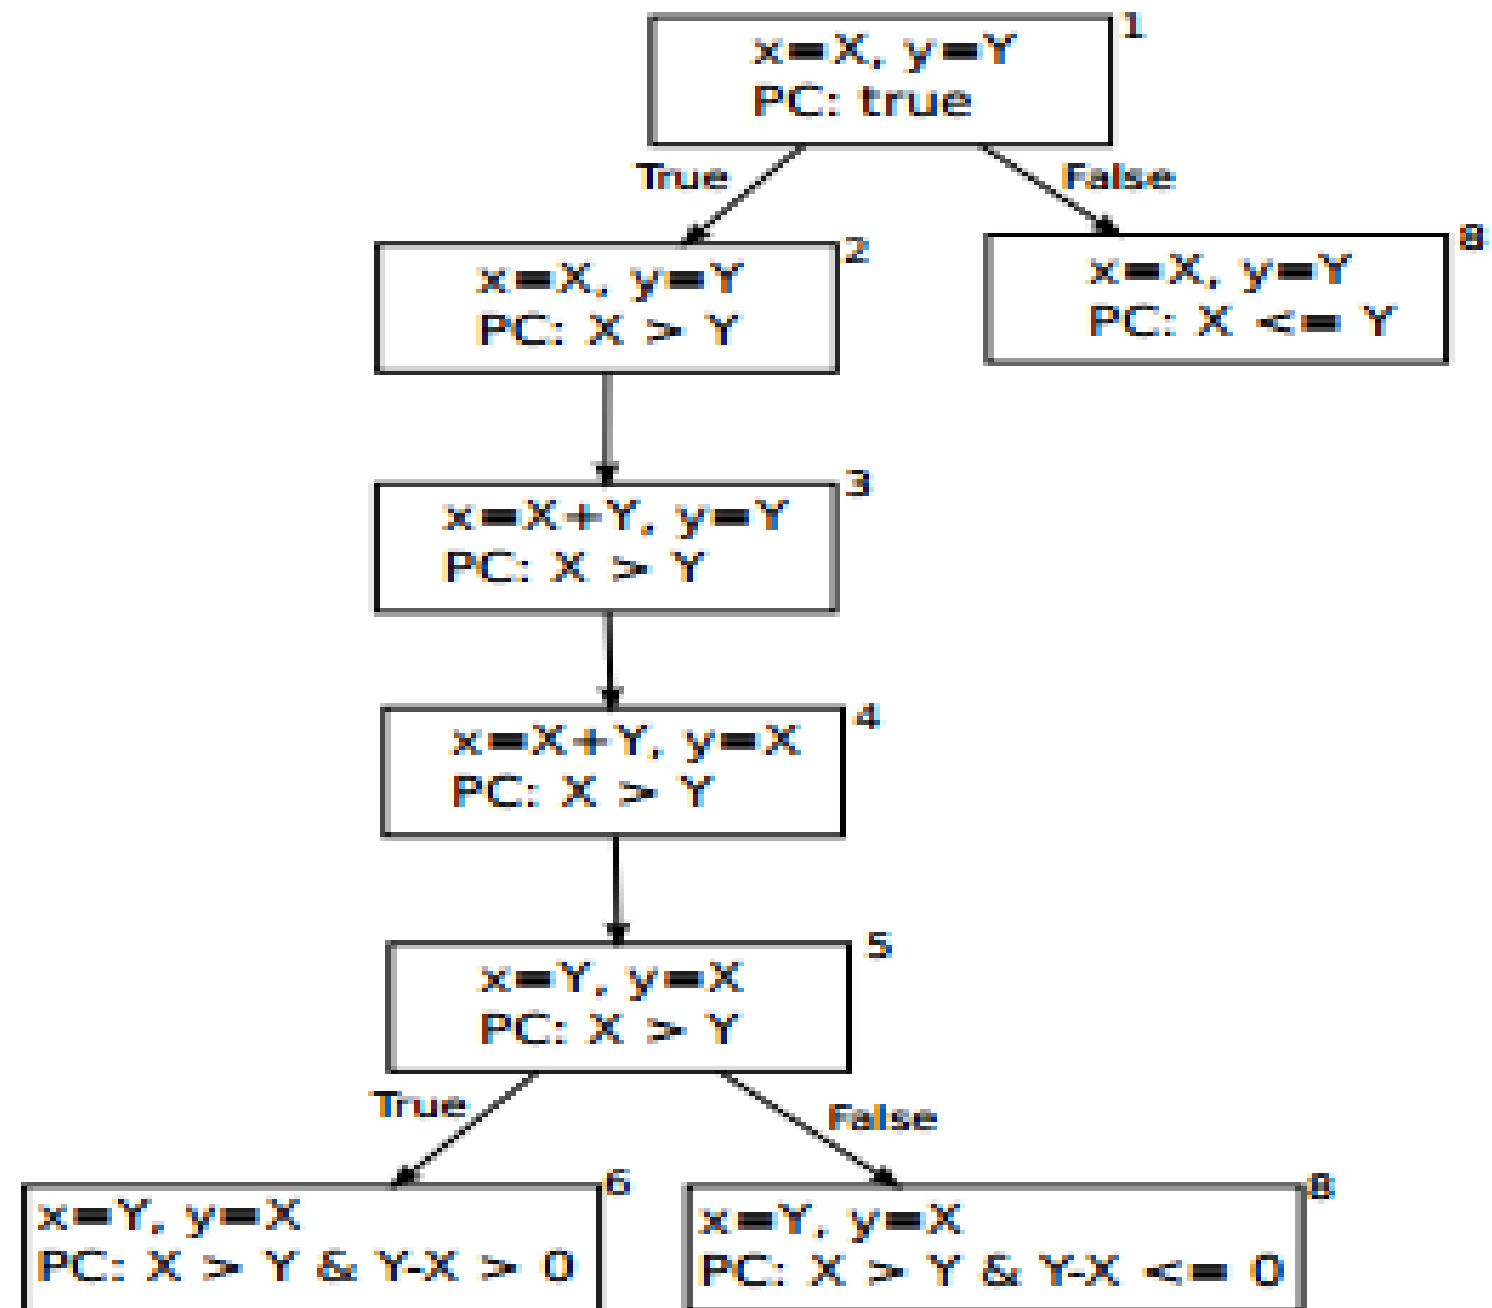 1
x=X, y=Y
PC: true
True
False
2
x=X, y=Y
PC: X > Y
8
x=X, y=Y
PC: X <= Y
3
x=X+Y, y=Y
PC: X > Y
4
x=X+Y, y=X
PC: X > Y
5
x=Y, y=X
PC: X > Y
True
False
6
x=Y, y=X
PC: X > Y & Y-X > 0
8
x=Y, y=X
PC: X > Y & Y-X <= 0